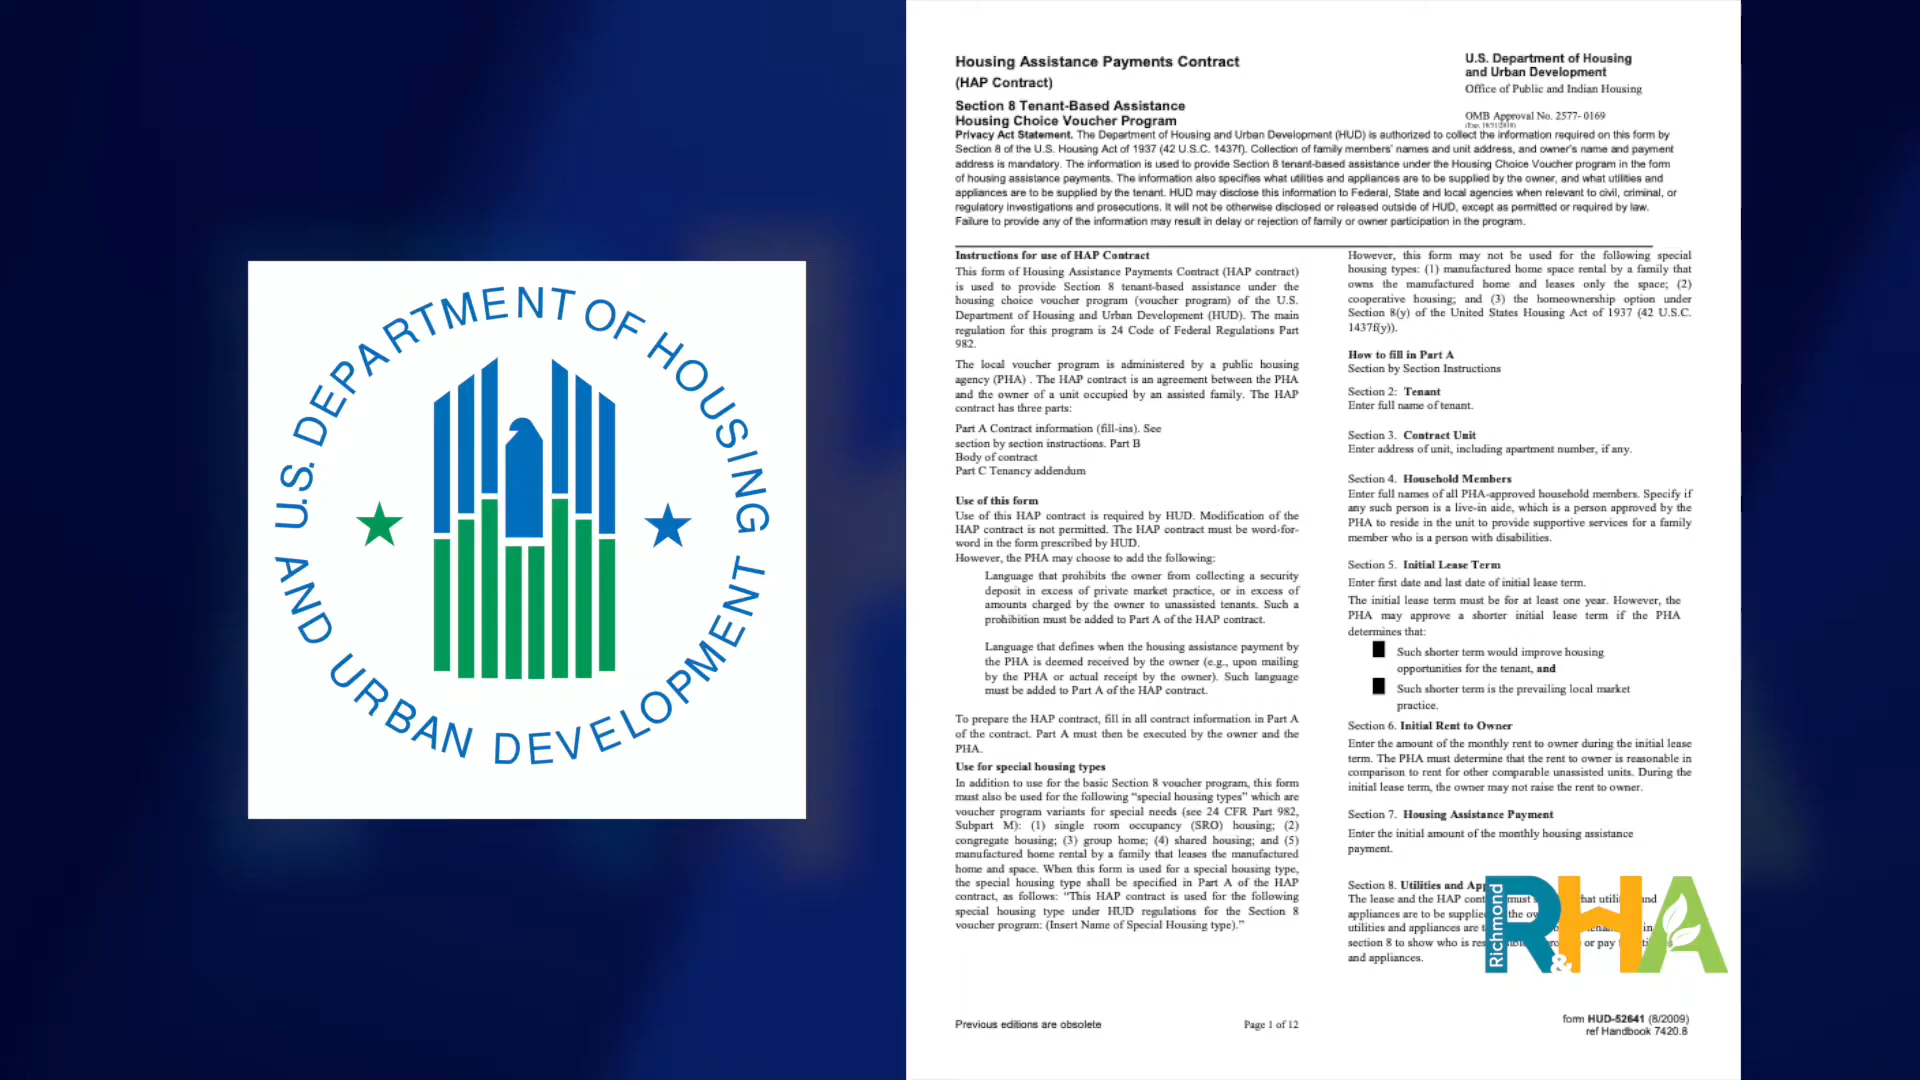 U.S. DEPARTMENT OF HOUSING
AND URBAN DEVELOPMENT
Housing Assistance Payments Contract
(HAP Contract)
Section 8 Tenant-Based Assistance
Housing Choice Voucher Program
U.S. Department of Housing
and Urban Development
Office of Public and Indian Housing
OMB Approval No. 2577- 0169
Privacy Act Statement. The Department of Housing and Urban Development (HUD) is authorized to collect the information required on this form by
Section 8 of the U.S. Housing Act of 1937 (42 U.S.C. 1437f). Collection of family members' names and unit address, and owner's name and payment
address is mandatory. The information is used to provide Section 8 tenant-based assistance under the Housing Choice Voucher program in the form
of housing assistance payments. The information also specifies what utilities and appliances are to be supplied by the owner, and what utilities and
appliances are to be supplied by the tenant. HUD may disclose this information to Federal, State and local agencies when relevant to civil, criminal, or
regulatory investigations and prosecutions. It will not be otherwise disclosed or released outside of HUD, except as permitted or required by law.
Failure to provide any of the information may result in delay or rejection of family or owner participation in the program.
Instructions for use of HAP Contract
This form of Housing Assistance Payments Contract (HAP contract)
is used to provide Section 8 tenant-based assistance under the
housing choice voucher program (voucher program) of the U.S.
Department of Housing and Urban Development (HUD). The main
regulation for this program is 24 Code of Federal Regulations Part
982.
The local voucher program is administered by a public housing
agency (PHA) . The HAP contract is an agreement between the PHA
and the owner of a unit occupied by an assisted family. The HAP
contract has three parts:
Part A Contract information (fill-ins). See
section by section instructions. Part B
Body of contract
Part C Tenancy addendum
Use of this form
Use of this HAP contract is required by HUD. Modification of the
HAP contract is not permitted. The HAP contract must be word-for-
word in the form prescribed by HUD.
However, the PHA may choose to add the following:
Language that prohibits the owner from collecting a security
deposit in excess of private market practice, or in excess of
amounts charged by the owner to unassisted tenants. Such a
prohibition must be added to Part A of the HAP contract.
Language that defines when the housing assistance payment by
the PHA is deemed received by the owner (e.g., upon mailing
by the PHA or actual receipt by the owner). Such language
must be added to Part A of the HAP contract.
To prepare the HAP contract, fill in all contract information in Part A
of the contract. Part A must then be executed by the owner and the
PHA.
Use for special housing types
In addition to use for the basic Section 8 voucher program, this form
must also be used for the following “special housing types” which are
voucher program variants for special needs (see 24 CFR Part 982,
Subpart M): (1) single room occupancy (SRO) housing; (2)
congregate housing; (3) group home; (4) shared housing; and (5)
manufactured home rental by a family that leases the manufactured
home and space. When this form is used for a special housing type,
the special housing type shall be specified in Part A of the HAP
contract, as follows: “This HAP contract is used for the following
special housing type under HUD regulations for the Section 8
voucher program: (Insert Name of Special Housing type).”
However, this form may not be used for the following special
housing types: (1) manufactured home space rental by a family that
owns the manufactured home and leases only the space; (2)
cooperative housing; and (3) the homeownership option under
Section 8(y) of the United States Housing Act of 1937 (42 U.S.C.
1437f(y)).
How to fill in Part A
Section by Section Instructions
Section 2: Tenant
Enter full name of tenant.
Section 3. Contract Unit
Enter address of unit, including apartment number, if any.
Section 4. Household Members
Enter full names of all PHA-approved household members. Specify if
any such person is a live-in aide, which is a person approved by the
PHA to reside in the unit to provide supportive services for a family
member who is a person with disabilities.
Section 5. Initial Lease Term
Enter first date and last date of initial lease term.
The initial lease term must be for at least one year. However, the
PHA may approve a shorter initial lease term if the PHA
determines that:
Such shorter term would improve housing
opportunities for the tenant, and
Such shorter term is the prevailing local market
practice.
Section 6. Initial Rent to Owner
Enter the amount of the monthly rent to owner during the initial lease
term. The PHA must determine that the rent to owner is reasonable in
comparison to rent for other comparable unassisted units. During the
initial lease term, the owner may not raise the rent to owner.
Section 7. Housing Assistance Payment
Enter the initial amount of the monthly housing assistance
payment.
Section 8. Utilities and
The lease and the HAP must
appliances are to be the
utilities and appliances are in
section 8 to show who is or pay
and appliances.
Richmond
R&HA
Previous editions are obsolete
Page 1 of 12
form HUD-52641 (8/2009)
ref Handbook 7420.8